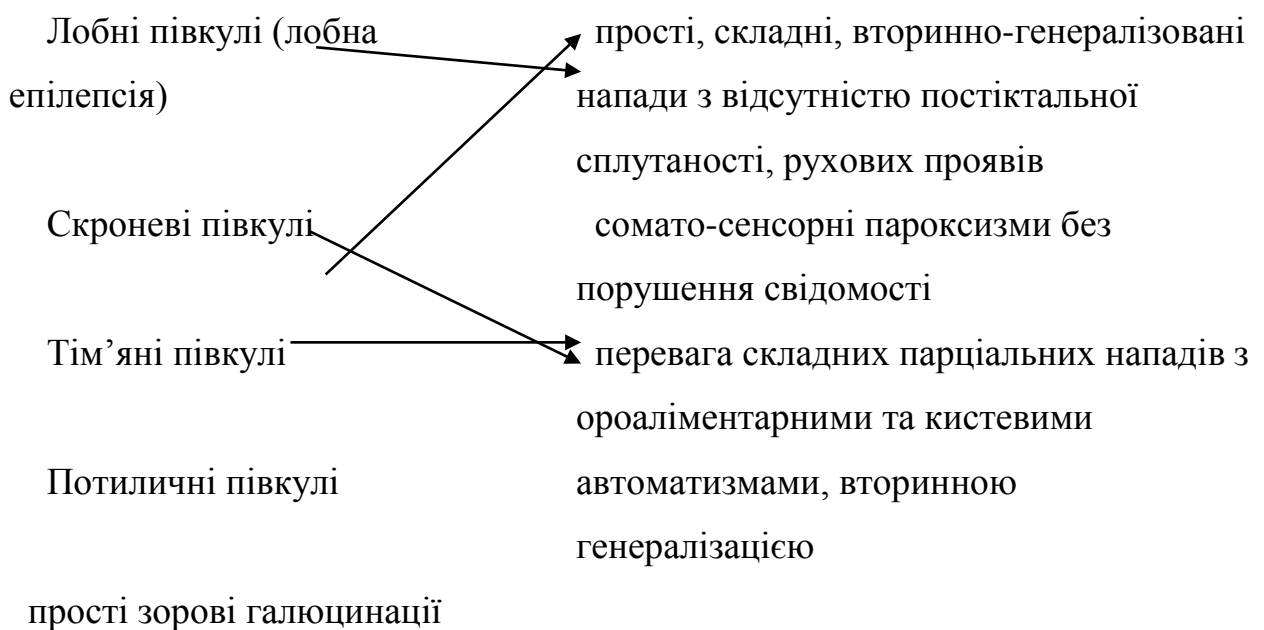 Лобні півкулі (лобна
епілепсія)
Скроневі півкулі
Тім’яні півкулі
Потиличні півкулі
прості, складні, вторинно-генералізовані
напади з відсутністю постіктальної
сплутаності, рухових проявів
сомато-сенсорні пароксизми без
порушення свідомості
перевага складних парціальних нападів з
ороаліментарними та кистевими
автоматизмами, вторинною
генералізацією
прості зорові галюцинації